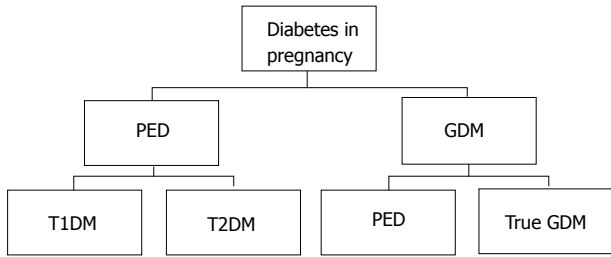 Diabetes in
pregnancy
PED
GDM
T1DM
T2DM
PED
True GDM